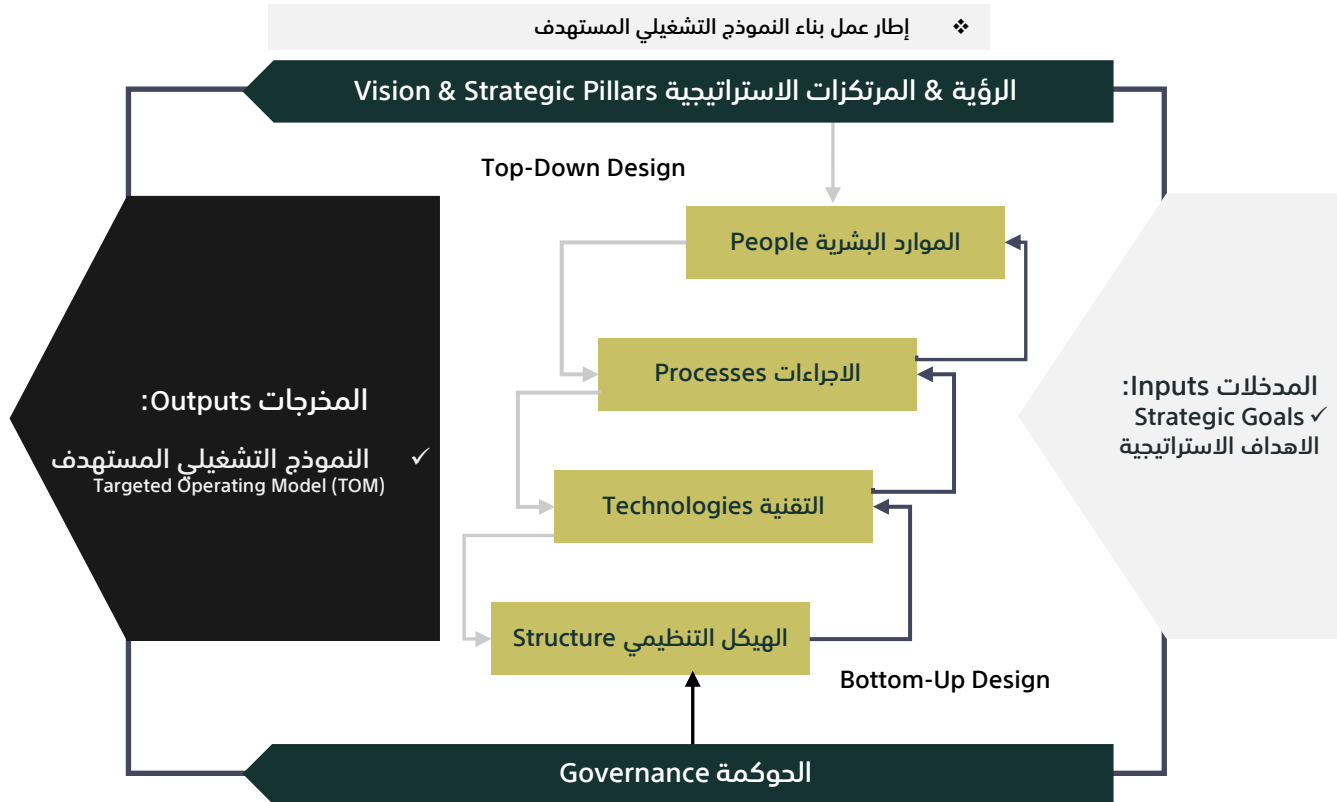 ❖ إطار عمل بناء النموذج التشغيلي المستهدف
الرؤية & المرتكزات الاستراتيجية Vision & Strategic Pillars
Top-Down Design
الموارد البشرية People
الاجراءات Processes
التقنية Technologies
الهيكل التنظيمي Structure
Bottom-Up Design
المدخلات Inputs:
✓ Strategic Goals
الاهداف الاستراتيجية
المخرجات Outputs:
✓ النموذج التشغيلي المستهدف
Targeted Operating Model (TOM)
الحوكمة Governance